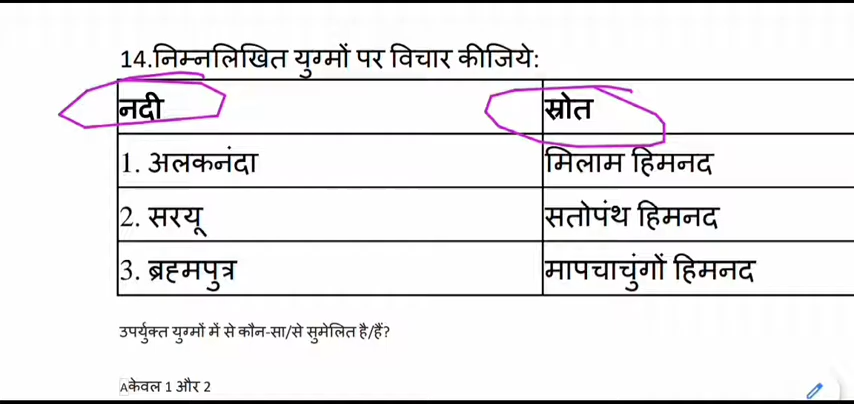 14.निम्नलिखित युग्मों पर विचार कीजिये:
नदी स्रोत
1. अलकनंदा मिलाम हिमनद
2. सरयू सतोपंथ हिमनद
3. ब्रह्मपुत्र मापचाचुंगों हिमनद
उपर्युक्त युग्मों में से कौन-सा/से सुमेलित है/हैं?
Aकेवल 1 और 2